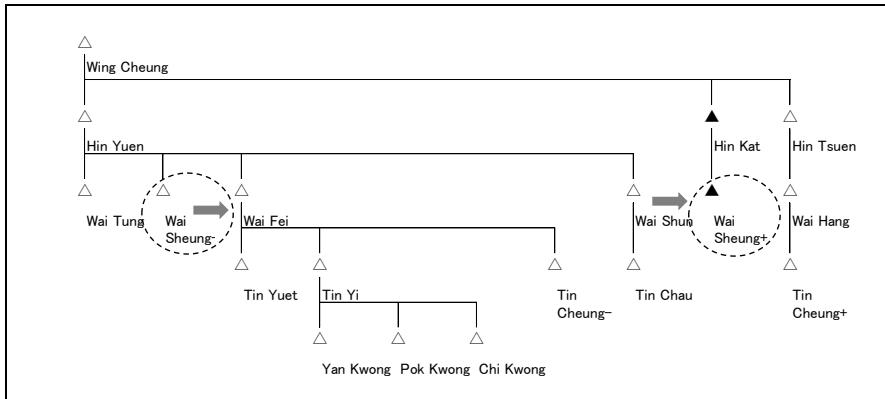 Wing Cheung
Hin Yuen
Hin Kat
Hin Tsuen
Wai Tung
Wai
Sheung-
Wai Fei
Wai Shun
Wai
Sheung+
Wai Hang
Tin Yuet
Tin Yi
Tin
Cheung-
Tin Chau
Tin
Cheung+
Yan Kwong
Pok Kwong
Chi Kwong